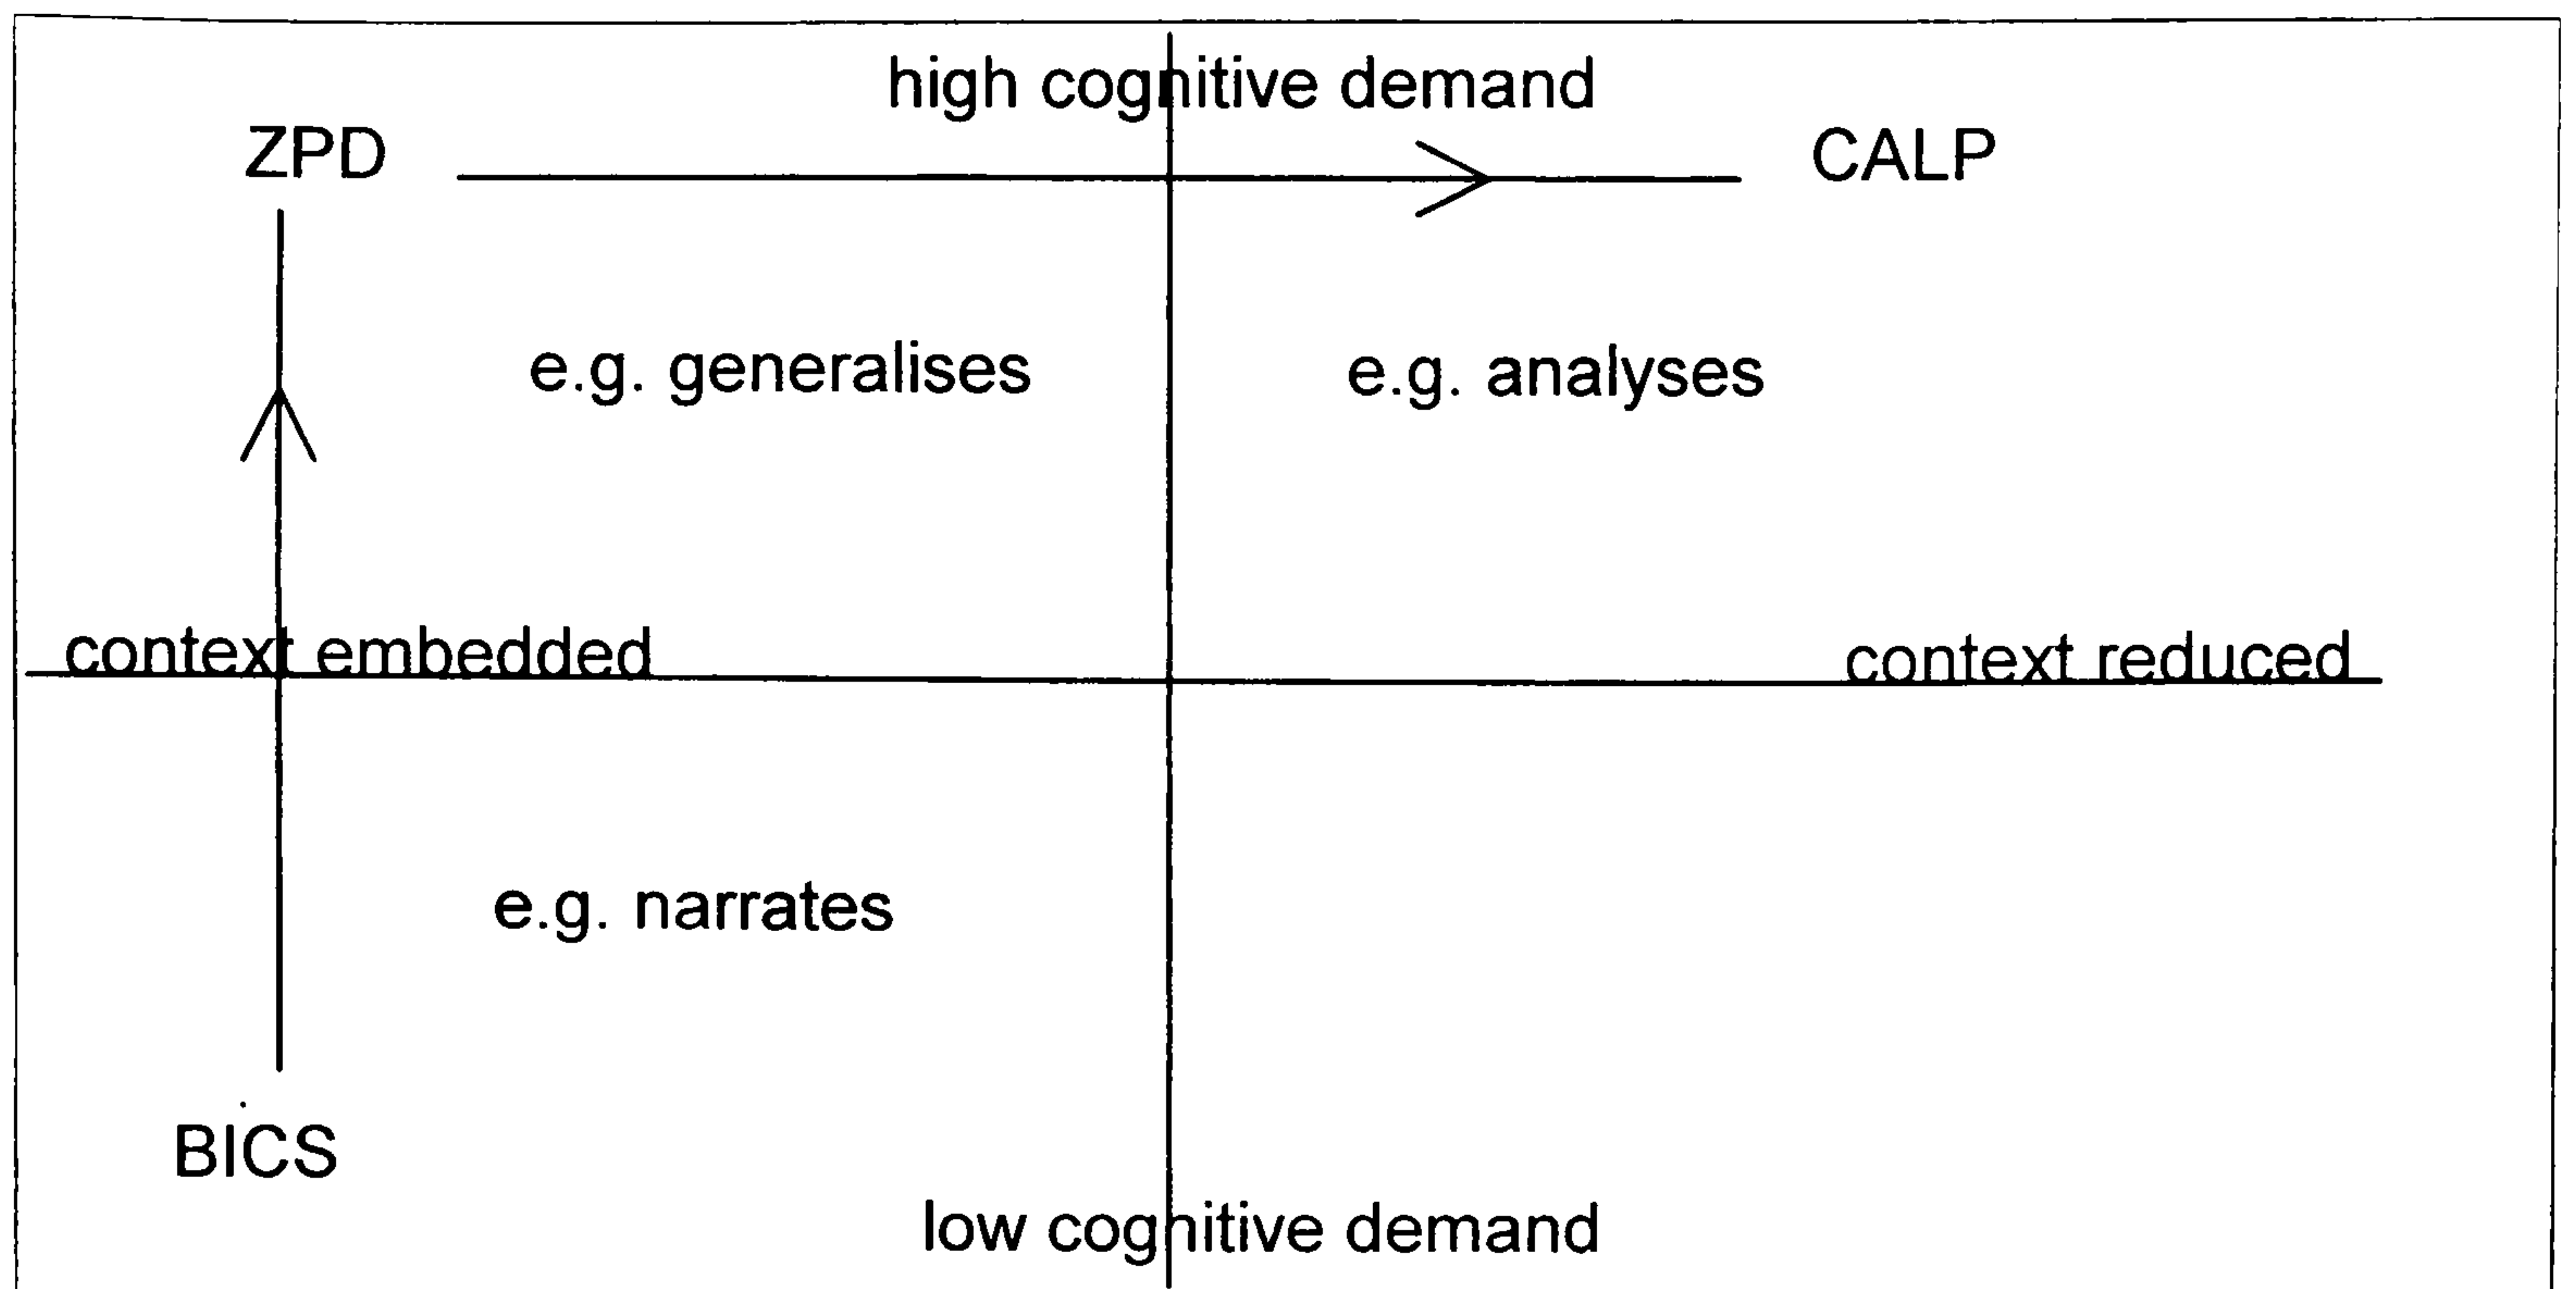 high cognitive demand
ZPD
CALP
e.g. generalises
e.g. analyses
context embedded
context reduced
e.g. narrates
BICS
low cognitive demand